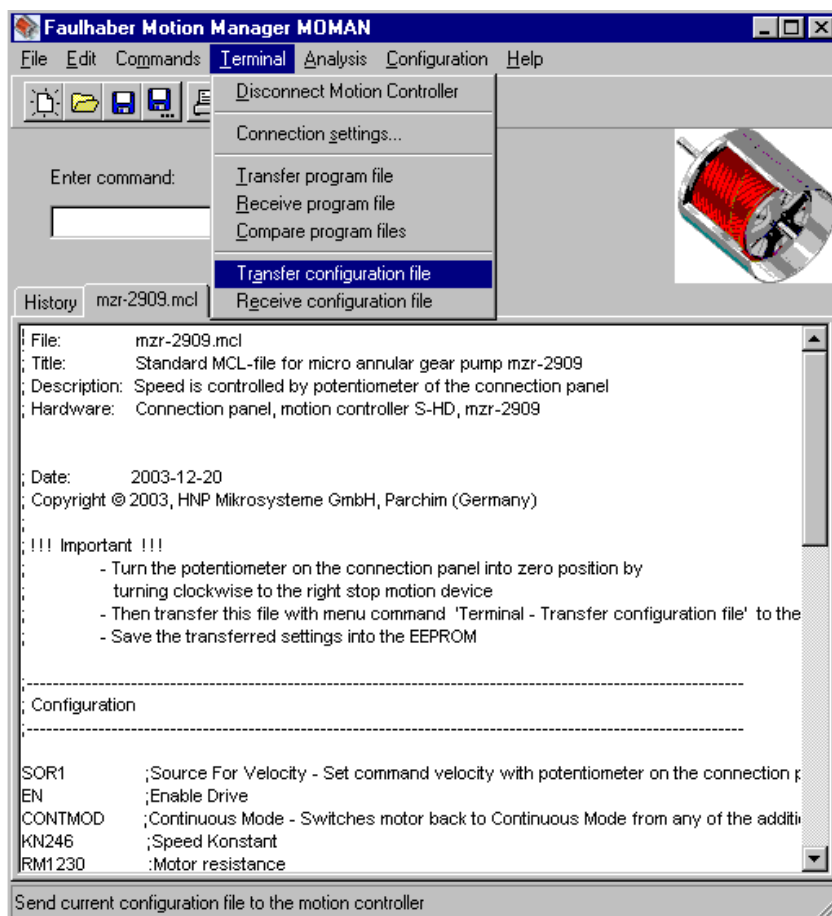 Faulhaber Motion Manager MOMAN
File Edit Commands Terminal Analysis Configuration Help
Disconnect Motion Controller
Connection settings...
Transfer program file
Receive program file
Compare program files
Transfer configuration file
Receive configuration file
Enter command:
History mzr-2909.mcl
; File: mzr-2909.mcl
; Title: Standard MCL-file for micro annular gear pump mzr-2909
; Description: Speed is controlled by potentiometer of the connection panel
; Hardware: Connection panel, motion controller S-HD, mzr-2909
; Date: 2003-12-20
; Copyright © 2003, HNP Mikrosysteme GmbH, Parchim (Germany)
;
; !!! Important !!!
; - Turn the potentiometer on the connection panel into zero position by
; turning clockwise to the right stop motion device
; - Then transfer this file with menu command 'Terminal - Transfer configuration file' to the
; - Save the transferred settings into the EEPROM
;----------------------------------------------------------------
; Configuration
;----------------------------------------------------------------
SOR1 ;Source For Velocity - Set command velocity with potentiometer on the connection
EN ;Enable Drive
CONTMOD ;Continuous Mode - Switches motor back to Continuous Mode from any of the
KN246 ;Speed Konstant
RM1230 ;Motor resistance
Send current configuration file to the motion controller